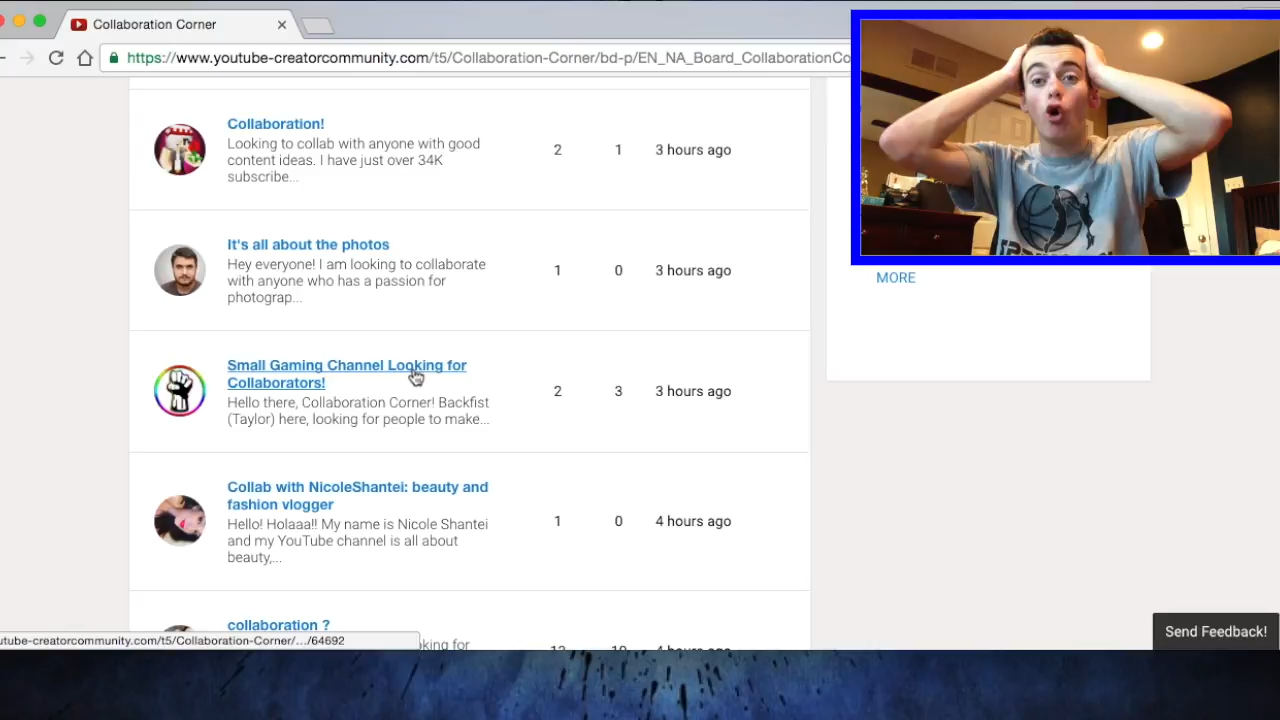 Collaboration Corner
https://www.youtube-creatorcommunity.com/t5/Collaboration-Corner/bd-p/EN_NA_Board_CollaborationCo
Collaboration!
Looking to collab with anyone with good
content ideas. I have just over 34K
subscribe...
2 1 3 hours ago
It's all about the photos
Hey everyone! I am looking to collaborate
with anyone who has a passion for
photograp...
1 0 3 hours ago
MORE
Small Gaming Channel Looking for
Collaborators!
Hello there, Collaboration Corner! Backfist
(Taylor) here, looking for people to make...
2 3 3 hours ago
Collab with NicoleShantei: beauty and
fashion vlogger
Hello! Holaaa!! My name is Nicole Shantei
and my YouTube channel is all about
beauty,...
1 0 4 hours ago
collaboration ?
utube-creatorcommunity.com/t5/Collaboration-Corner/.../64692
Send Feedback!